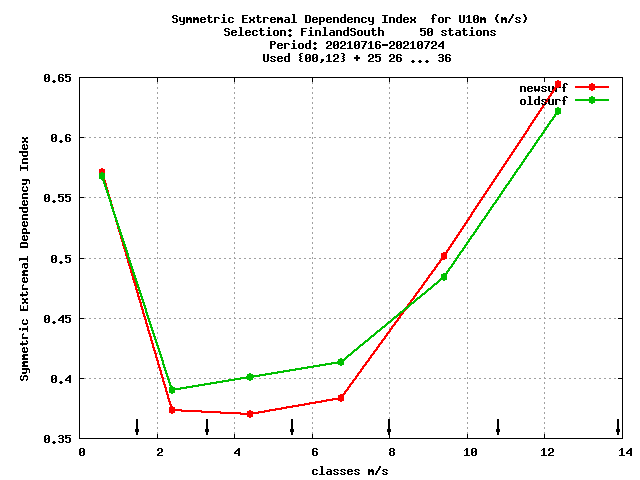 Symmetric Extremal Dependency Index  for U10m (m/s)
Selection: FinlandSouth     50 stations
Period: 20210716-20210724
Used {00,12} + 25 26 ... 36
newsurf
oldsurf
Symmetric Extremal Dependency Index
0.65
0.6
0.55
0.5
0.45
0.4
0.35
0 2 4 6 8 10 12 14
classes m/s